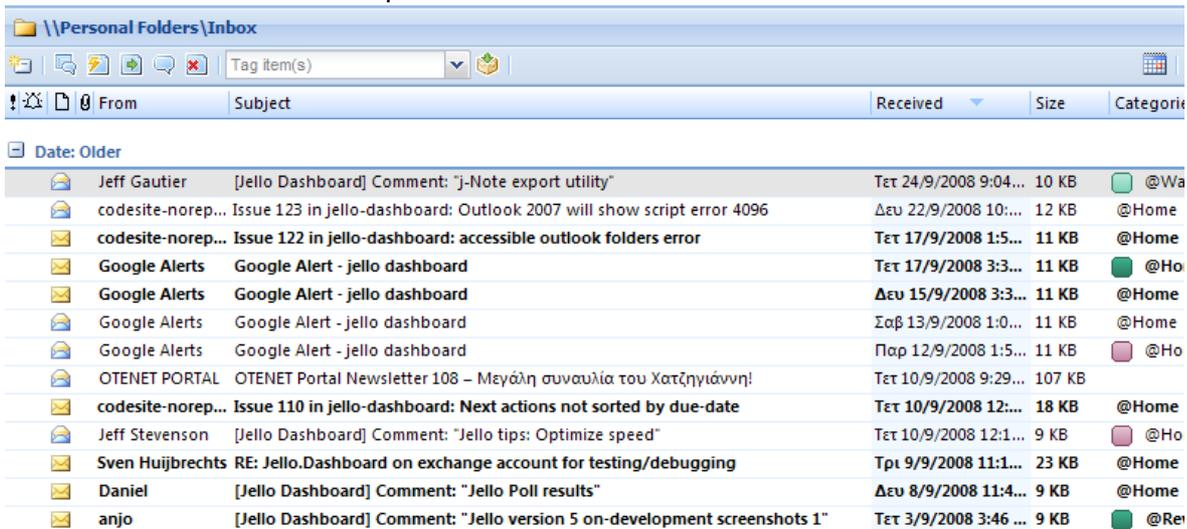 \\Personal Folders\Inbox
Tag item(s)
! From Subject Received Size Categorie
Date: Older
Jeff Gautier [Jello Dashboard] Comment: "j-Note export utility" Τετ 24/9/2008 9:04... 10 KB @Wa
codesite-norep... Issue 123 in jello-dashboard: Outlook 2007 will show script error 4096 Δευ 22/9/2008 10:... 12 KB @Home
codesite-norep... Issue 122 in jello-dashboard: accessible outlook folders error Τετ 17/9/2008 1:5... 11 KB @Home
Google Alerts Google Alert - jello dashboard Τετ 17/9/2008 3:3... 11 KB @Ho
Google Alerts Google Alert - jello dashboard Δευ 15/9/2008 3:3... 11 KB @Home
Google Alerts Google Alert - jello dashboard Σαβ 13/9/2008 1:0... 11 KB @Home
Google Alerts Google Alert - jello dashboard Παρ 12/9/2008 1:5... 11 KB @Ho
OTENET PORTAL OTENET Portal Newsletter 108 – Μεγάλη συναυλία του Χατζηγιάννη! Τετ 10/9/2008 9:29... 107 KB
codesite-norep... Issue 110 in jello-dashboard: Next actions not sorted by due-date Τετ 10/9/2008 12:... 18 KB @Home
Jeff Stevenson [Jello Dashboard] Comment: "Jello tips: Optimize speed" Τετ 10/9/2008 12:1... 9 KB @Ho
Sven Huijbrechts RE: Jello.Dashboard on exchange account for testing/debugging Τρι 9/9/2008 11:1... 23 KB @Home
Daniel [Jello Dashboard] Comment: "Jello Poll results" Δευ 8/9/2008 11:4... 9 KB @Home
anjo [Jello Dashboard] Comment: "Jello version 5 on-development screenshots 1" Τετ 3/9/2008 3:46 ... 9 KB @Rev